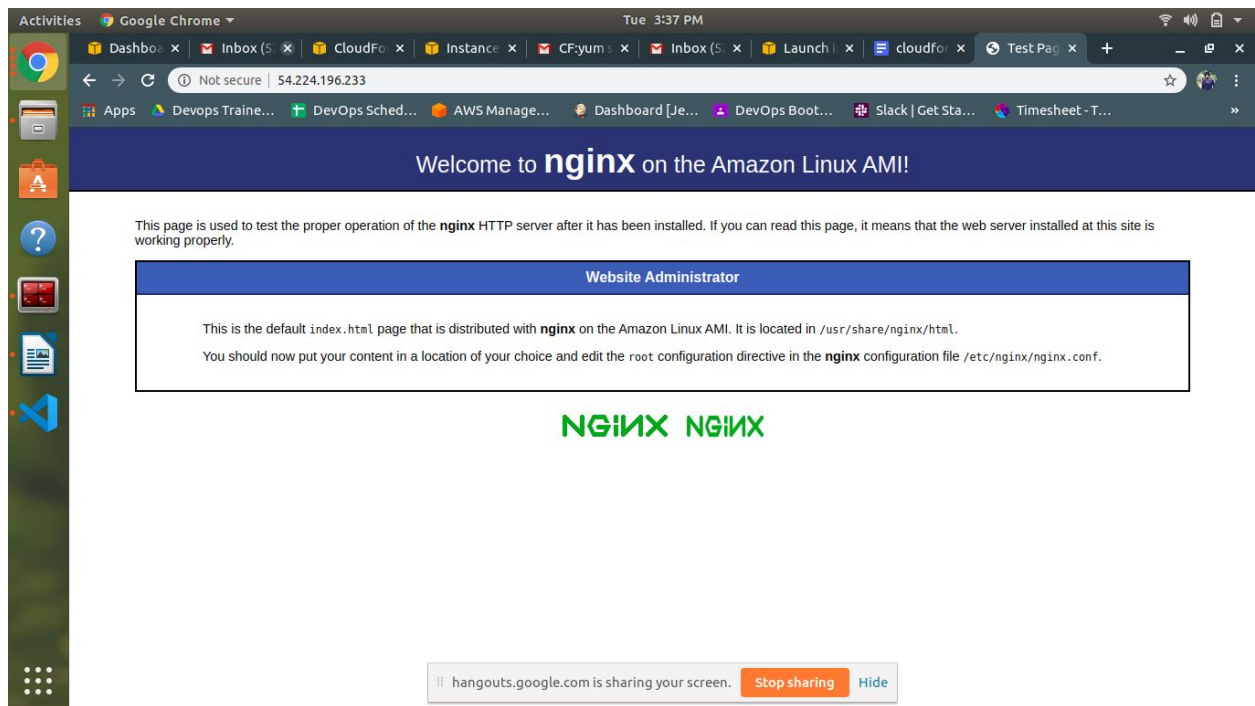 Activities Google Chrome Tue 3:37 PM
Dashboa Inbox (5: CloudFo Instance CF:yum s Inbox (5: Launch i cloudfor Test Pag
Not secure | 54.224.196.233
Apps Devops Traine... DevOps Sched... AWS Manage... Dashboard [Je... DevOps Boot... Slack | Get Sta... Timesheet - T... »
Welcome to nginx on the Amazon Linux AMI!
This page is used to test the proper operation of the nginx HTTP server after it has been installed. If you can read this page, it means that the web server installed at this site is
working properly.
Website Administrator
This is the default index.html page that is distributed with nginx on the Amazon Linux AMI. It is located in /usr/share/nginx/html.
You should now put your content in a location of your choice and edit the root configuration directive in the nginx configuration file /etc/nginx/nginx.conf.
NGINX NGINX
hangouts.google.com is sharing your screen. Stop sharing Hide